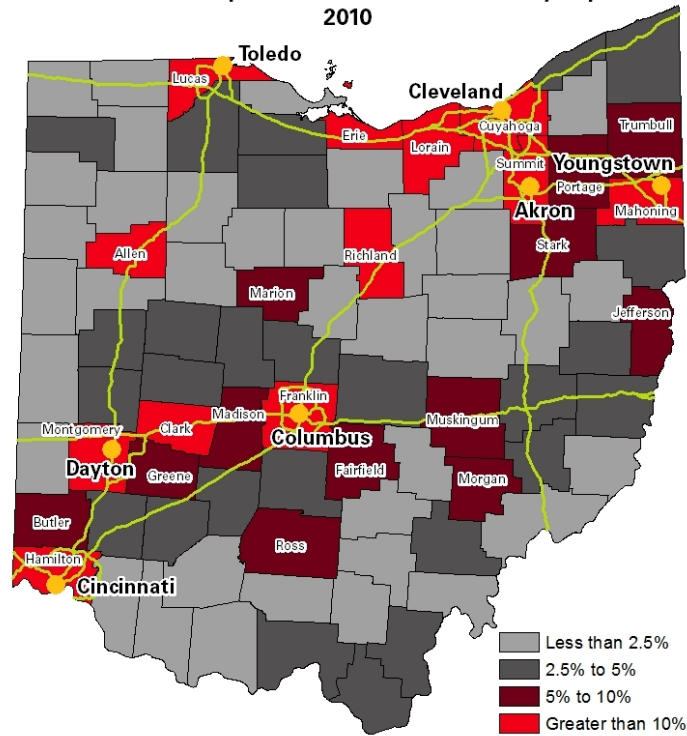 2010
Toledo
Lucas
Cleveland
Cuyahoga
Erie
Lorain
Trumbull
Summit
Youngstown
Portage
Akron
Mahoning
Stark
Allen
Richland
Marion
Jefferson
Franklin
Madison
Muskingum
Montgomery
Clark
Columbus
Dayton
Greene
Fairfield
Morgan
Butler
Ross
Hamilton
Cincinnati
Less than 2.5%
2.5% to 5%
5% to 10%
Greater than 10%